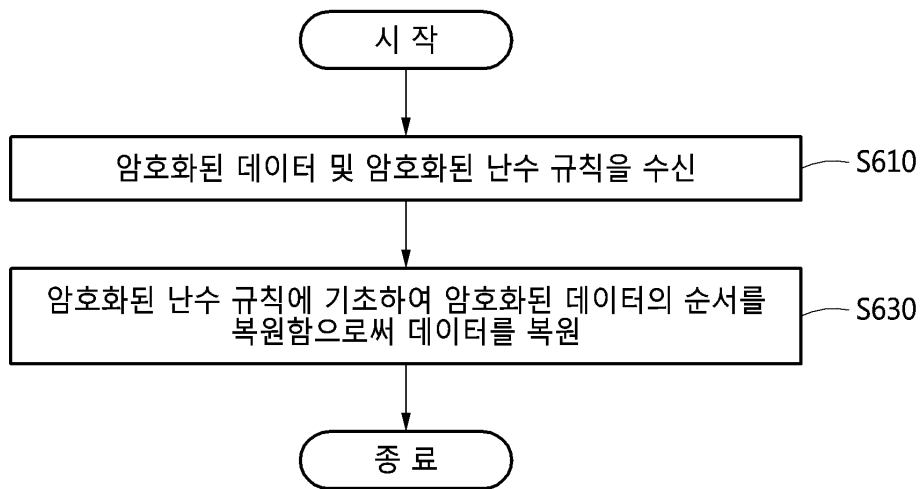 시 작
암호화된 데이터 및 암호화된 난수 규칙을 수신
S610
암호화된 난수 규칙에 기초하여 암호화된 데이터의 순서를
복원함으로써 데이터를 복원
S630
종 료